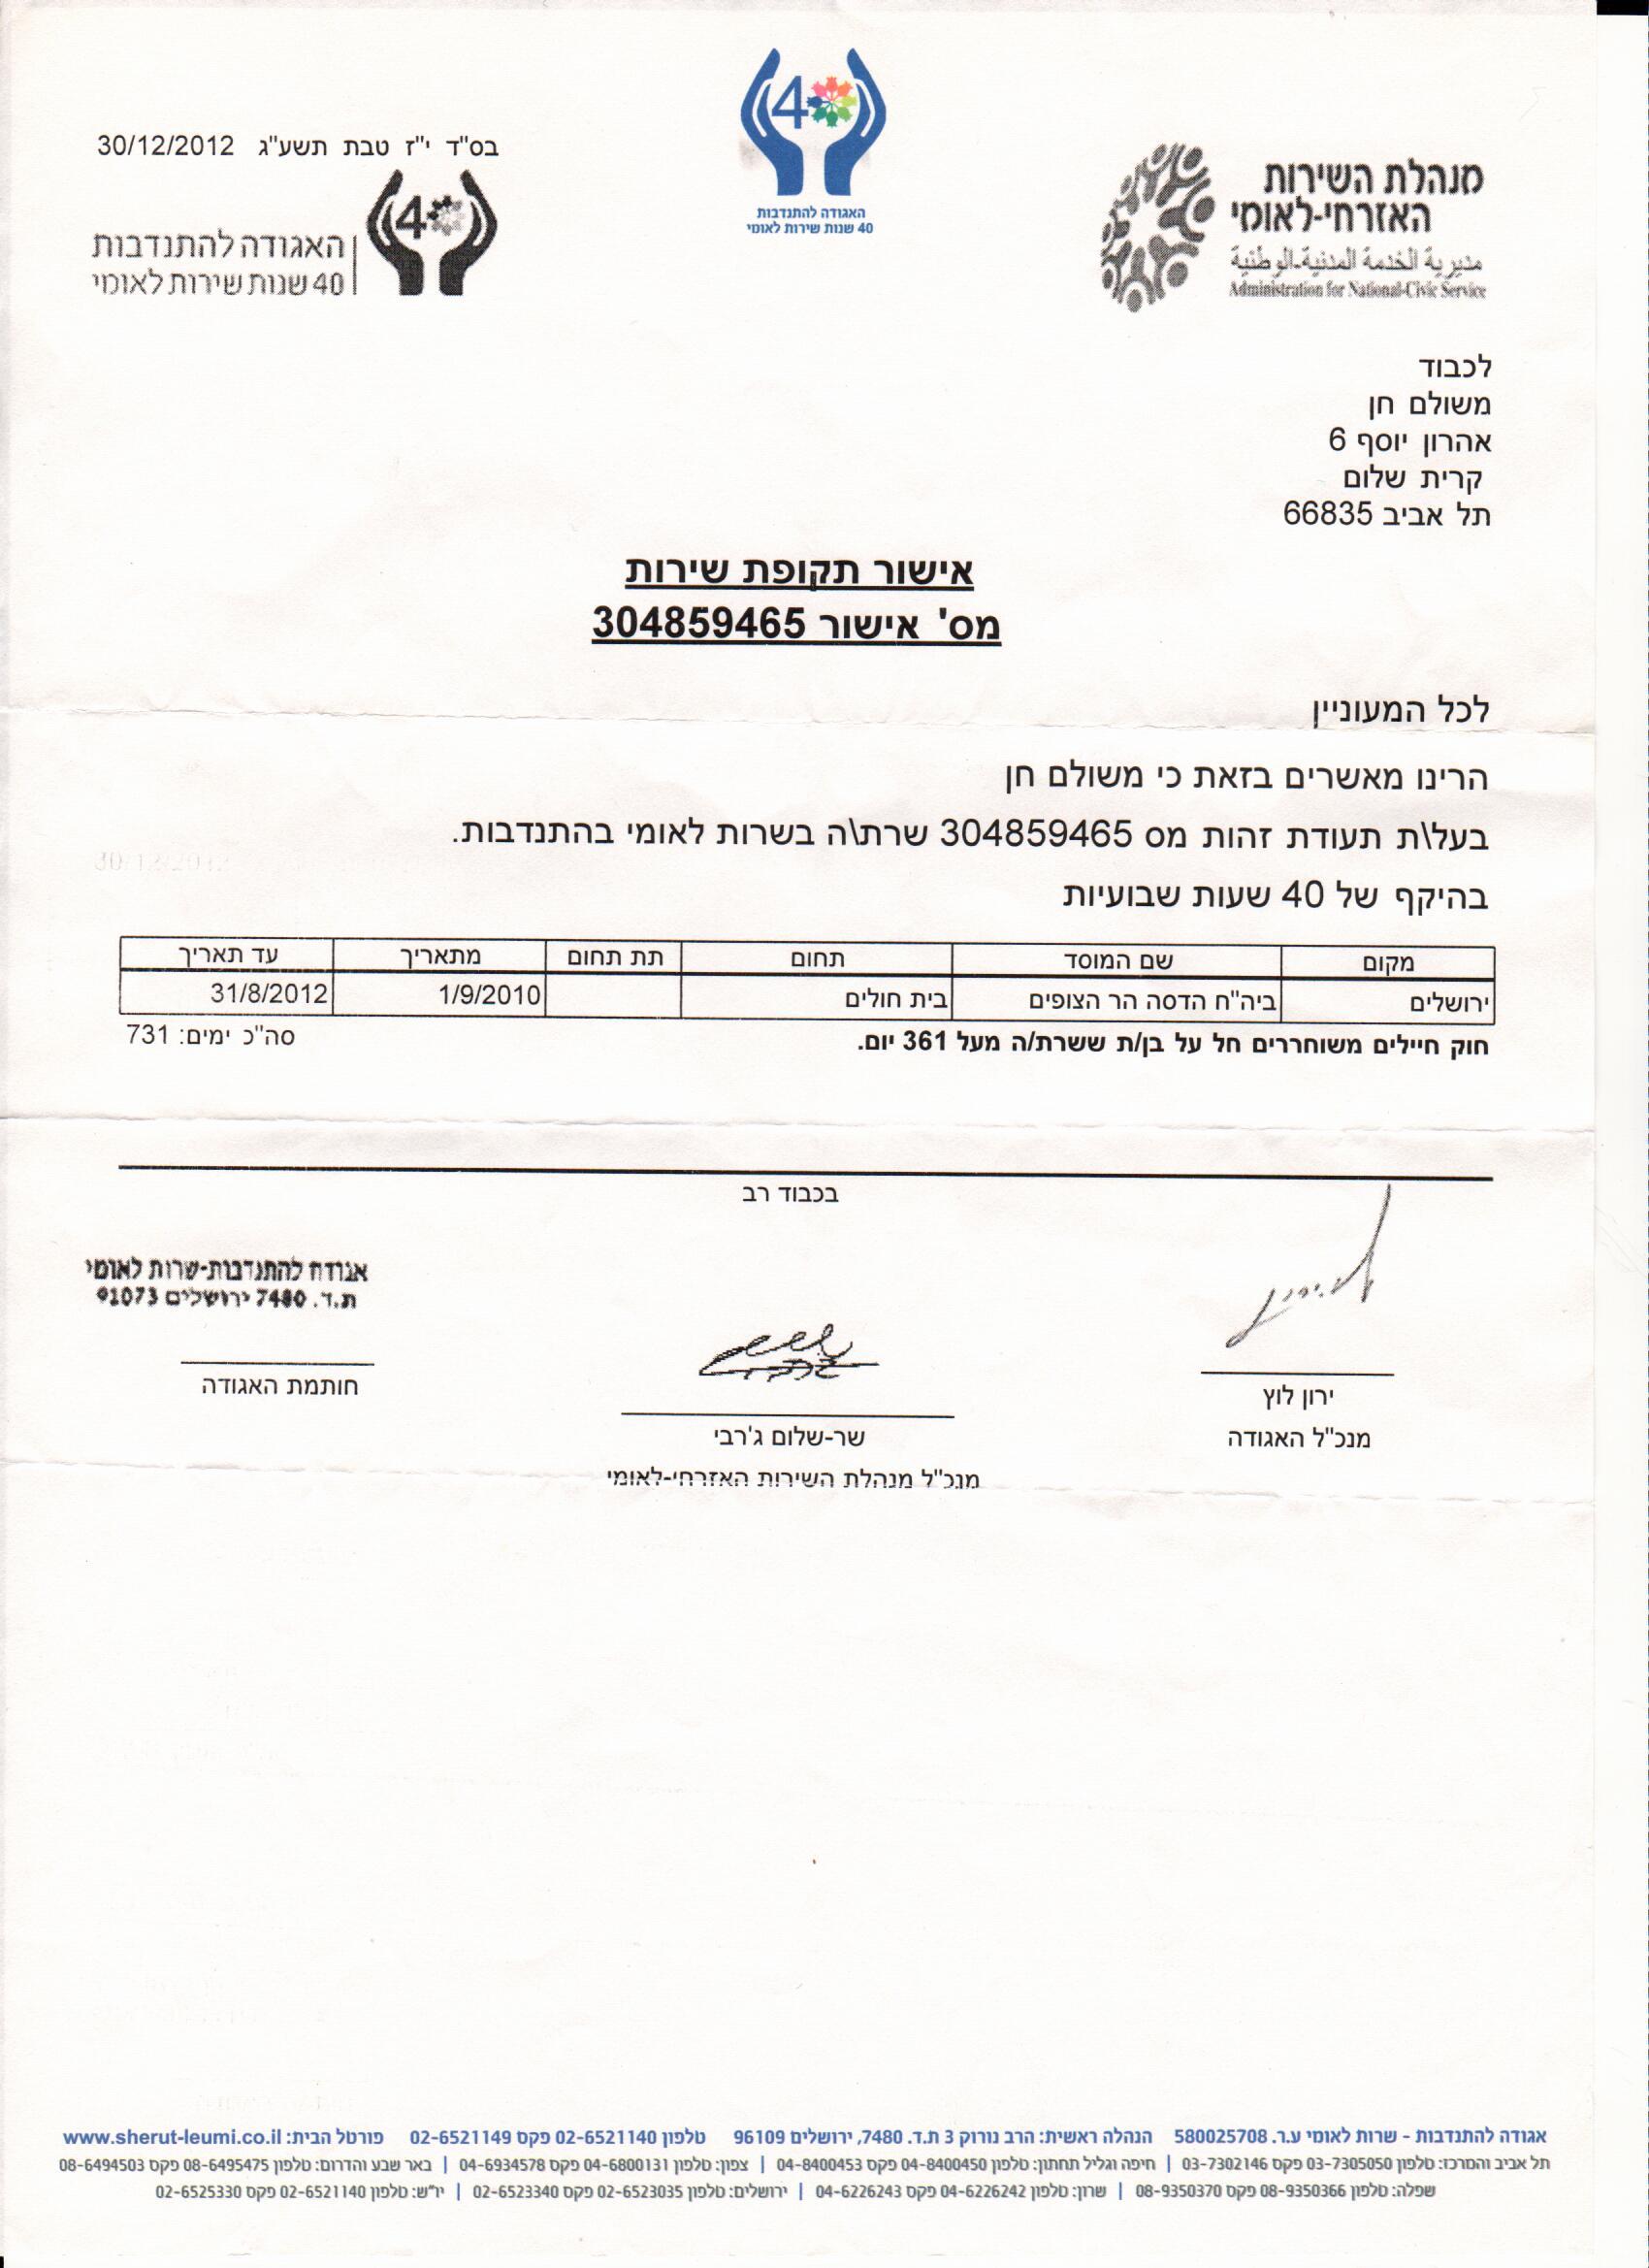 האגודה להתנדבות
40 שנות שירות לאומי
בס"ד י"ז טבת תשע"ג 30/12/2012
האגודה להתנדבות
40 שנות שירות לאומי
מנהלת השירות
האזרחי-לאומי
مديرية الخدمة المدنية-الوطنية
Administration for National-Civic Service
לכבוד
משולם חן
אהרון יוסף 6
קרית שלום
תל אביב 66835
אישור תקופת שירות
מס' אישור 304859465
לכל המעוניין
הרינו מאשרים בזאת כי משולם חן
בעל\ת תעודת זהות מס 304859465 שרת\ה בשרות לאומי בהתנדבות.
בהיקף של 40 שעות שבועיות
מקום שם המוסד תחום תת תחום מתאריך עד תאריך
ירושלים ביה"ח הדסה הר הצופים בית חולים 1/9/2010 31/8/2012
חוק חיילים משוחררים חל על בן/ת ששרת/ה מעל 361 יום. סה"כ ימים: 731
בכבוד רב
אגודה להתנדבות-שרות לאומי
ת.ד. 7480 ירושלים 91073
חותמת האגודה
ירון לוץ
מנכ"ל האגודה
שר-שלום ג'רבי
מנכ"ל מנהלת השירות האזרחי-לאומי
אגודה להתנדבות - שרות לאומי ע.ר. 580025708 הנהלה ראשית: הרב נורוק 3 ת.ד. 7480, ירושלים 96109 טלפון 02-6521140 פקס 02-6521149 פורטל הבית: www.sherut-leumi.co.il
תל אביב והמרכז: טלפון 03-7305050 פקס 03-7302146 | חיפה וגליל תחתון: טלפון 04-8400450 פקס 04-8400453 | צפון: טלפון 04-6800131 פקס 04-6934578 | באר שבע והדרום: טלפון 08-6495475 פקס 08-6494503
שפלה: טלפון 08-9350366 פקס 08-9350370 | שרון: טלפון 04-6226242 פקס 04-6226243 | ירושלים: טלפון 02-6523035 פקס 02-6523340 | יו"ש: טלפון 02-6521140 פקס 02-6525330